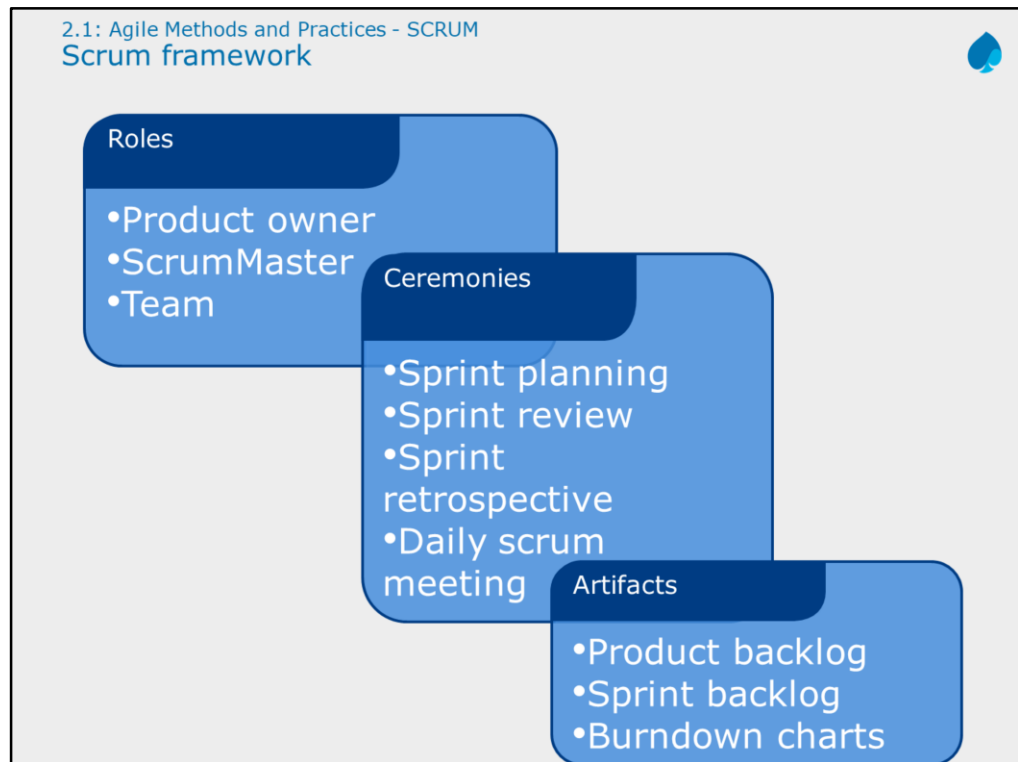 2.1: Agile Methods and Practices - SCRUM
Scrum framework
Roles
•Product owner
•ScrumMaster
•Team
Ceremonies
•Sprint planning
•Sprint review
•Sprint
retrospective
•Daily scrum
meeting
Artifacts
•Product backlog
•Sprint backlog
•Burndown charts